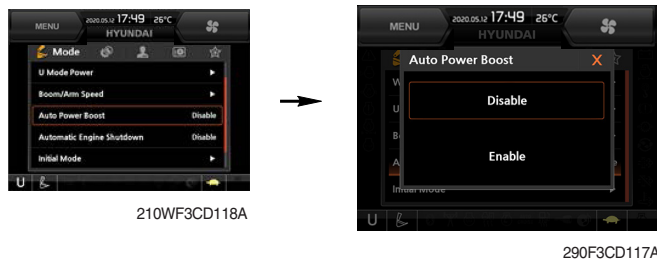 MENU
2020.05.12 17:49 26°C
HYUNDAI
Mode
U Mode Power
Boom/Arm Speed
Auto Power Boost Disable
Automatic Engine Shutdown Disable
Initial Mode
U
210WF3CD118A
MENU
2020.05.12 17:49 26°C
HYUNDAI
Auto Power Boost X
Disable
Enable
W
U
B
A
Initial Mode
U
290F3CD117A